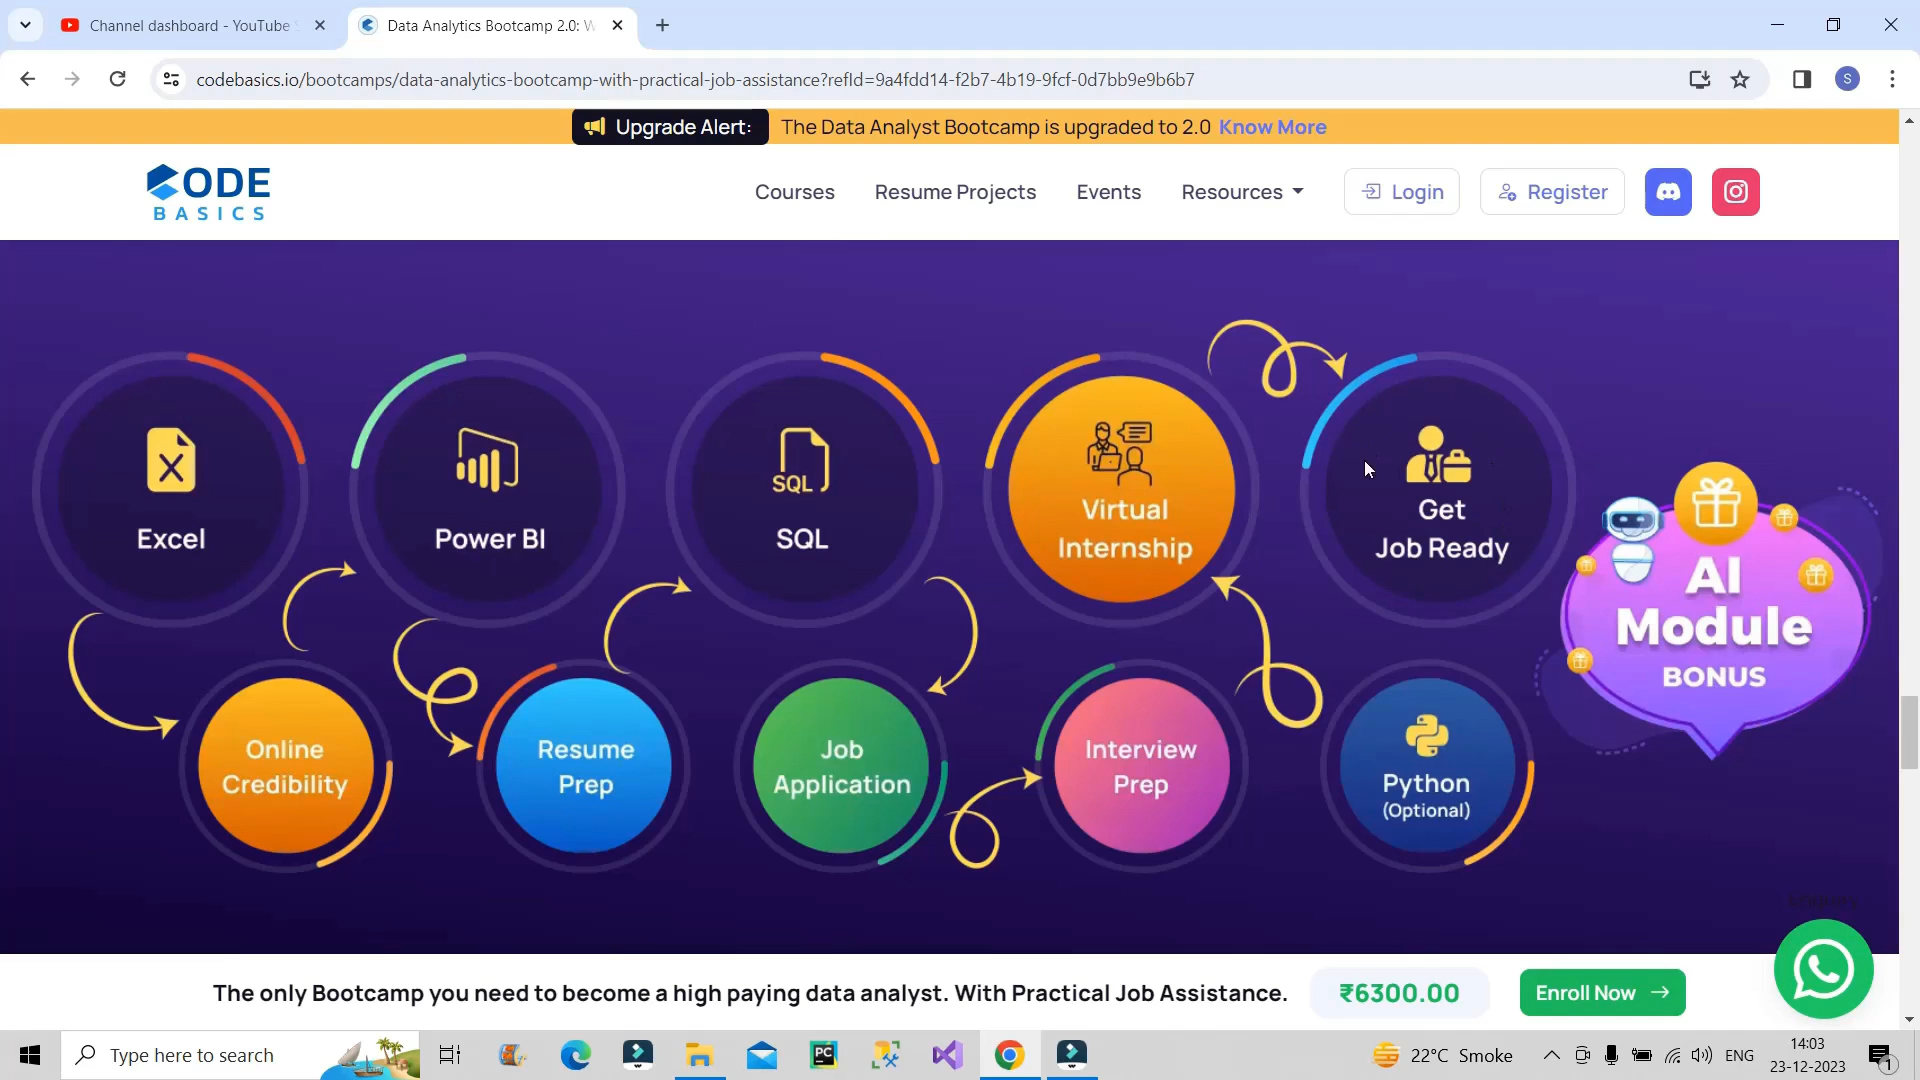 Channel dashboard - YouTube
Data Analytics Bootcamp 2.0: W
codebasics.io/bootcamps/data-analytics-bootcamp-with-practical-job-assistance?refId=9a4fdd14-f2b7-4b19-9fcf-0d7bb9e9b6b7
S
Upgrade Alert: The Data Analyst Bootcamp is upgraded to 2.0 Know More
CODE
BASICS
Courses
Resume Projects
Events
Resources
Login
Register
Excel
Power BI
SQL
SQL
Virtual
Internship
Get
Job Ready
AI
Module
BONUS
Online
Credibility
Resume
Prep
Job
Application
Interview
Prep
Python
(Optional)
The only Bootcamp you need to become a high paying data analyst. With Practical Job Assistance.
₹6300.00
Enroll Now
Type here to search
PC
22°C Smoke
ENG
14:03
23-12-2023
1